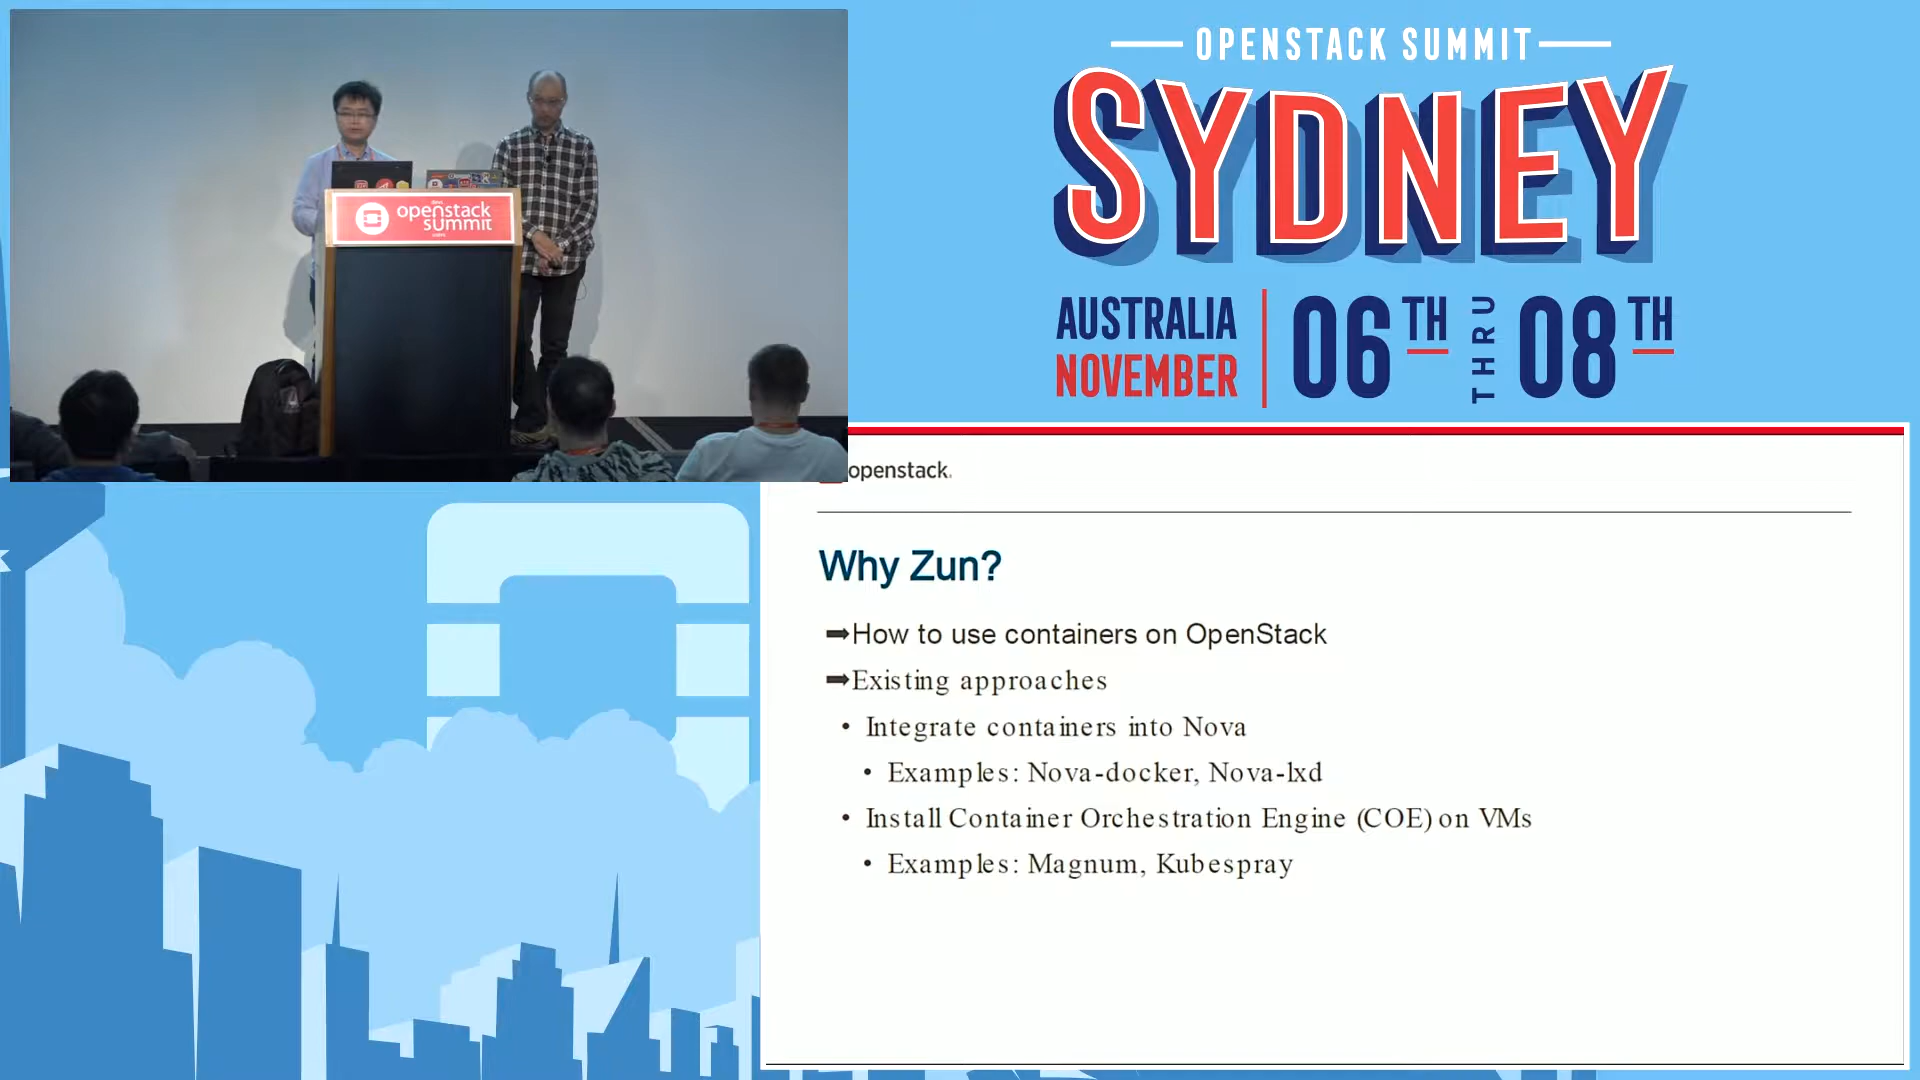 OPENSTACK SUMMIT
SYDNEY
AUSTRALIA
NOVEMBER
06TH THRU 08TH
openstack
summit
openstack.
Why Zun?
➡How to use containers on OpenStack
➡Existing approaches
• Integrate containers into Nova
• Examples: Nova-docker, Nova-lxd
• Install Container Orchestration Engine (COE) on VMs
• Examples: Magnum, Kubespray